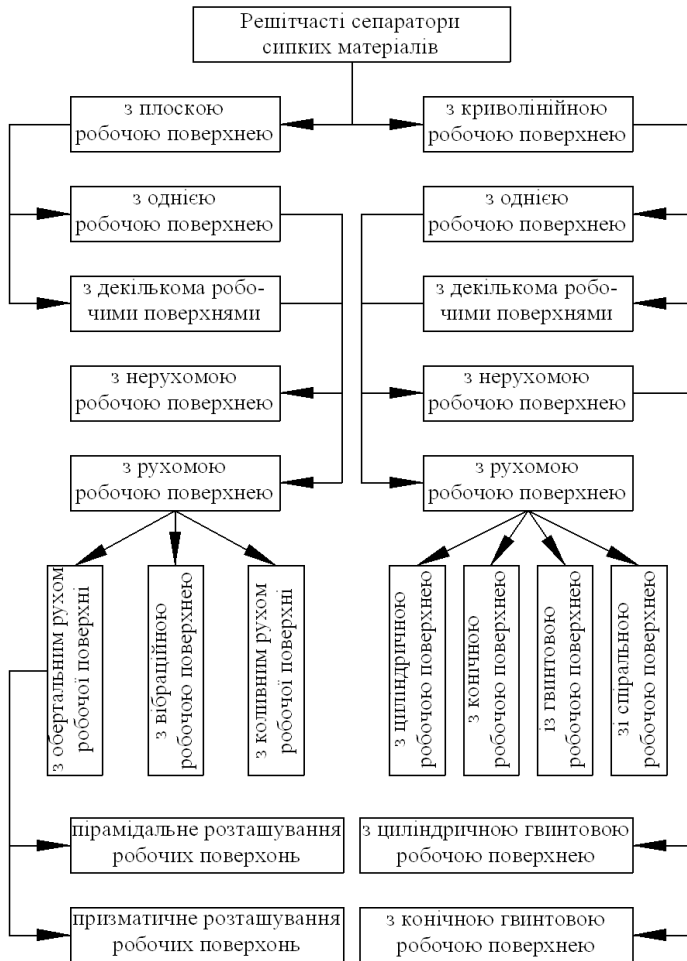 Решітчасті сепаратори
сипких матеріалів
з плоскою
робочою поверхнею
з криволінійною
робочою поверхнею
з однією
робочою поверхнею
з однією
робочою поверхнею
з декількома робо-
чими поверхнями
з декількома робо-
чими поверхнями
з нерухомою
робочою поверхнею
з нерухомою
робочою поверхнею
з рухомою
робочою поверхнею
з рухомою
робочою поверхнею
з обертальним рухом
робочої поверхні
з вібраційною
робочою поверхнею
з коливним рухом
робочої поверхні
з циліндричною
робочою поверхнею
з конічною
робочою поверхнею
із гвинтовою
робочою поверхнею
зі спіральною
робочою поверхнею
пірамідальне розташування
робочих поверхонь
з циліндричною гвинтовою
робочою поверхнею
призматичне розташування
робочих поверхонь
з конічною гвинтовою
робочою поверхнею